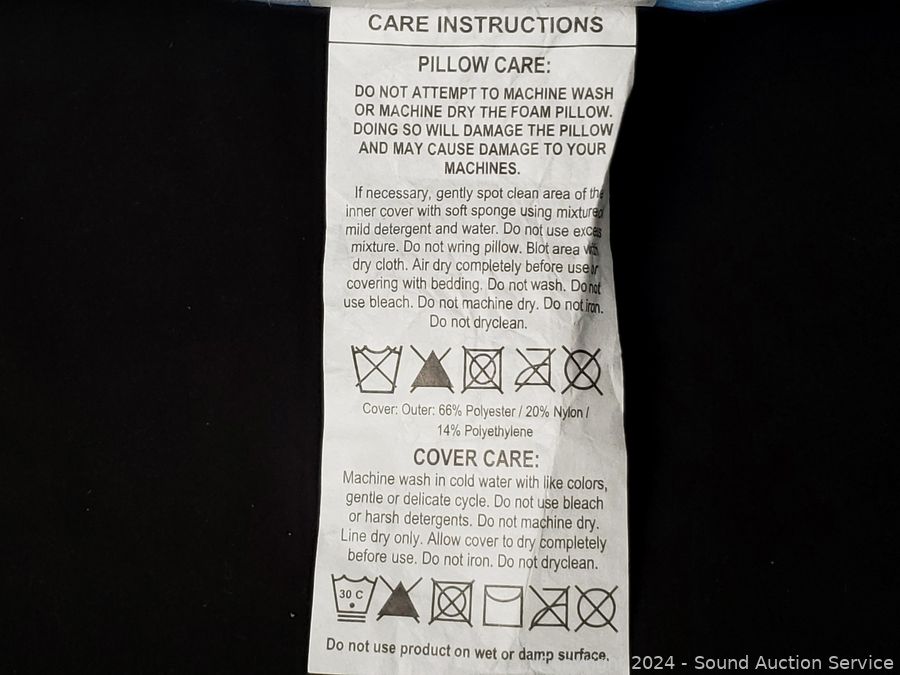 CARE INSTRUCTIONS
PILLOW CARE:
DO NOT ATTEMPT TO MACHINE WASH
OR MACHINE DRY THE FOAM PILLOW.
DOING SO WILL DAMAGE THE PILLOW
AND MAY CAUSE DAMAGE TO YOUR
MACHINES.
If necessary, gently spot clean area of the
inner cover with soft sponge using mixture of
mild detergent and water. Do not use excess
mixture. Do not wring pillow. Blot area with
dry cloth. Air dry completely before use or
covering with bedding. Do not wash. Do not
use bleach. Do not machine dry. Do not iron.
Do not dryclean.
Cover: Outer: 66% Polyester / 20% Nylon /
14% Polyethylene
COVER CARE:
Machine wash in cold water with like colors,
gentle or delicate cycle. Do not use bleach
or harsh detergents. Do not machine dry.
Line dry only. Allow cover to dry completely
before use. Do not iron. Do not dryclean.
30 C
Do not use product on wet or damp surface.
2024 - Sound Auction Service